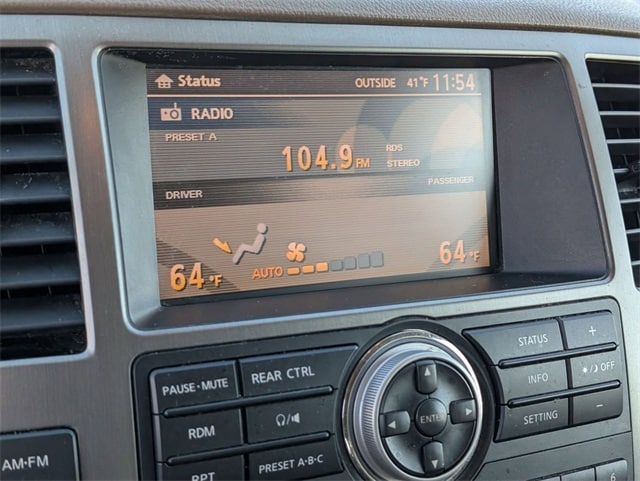 Status OUTSIDE 41°F 11:54
RADIO
PRESET A
104.9 FM RDS
STEREO
DRIVER PASSENGER
64°F AUTO 64°F
PAUSE·MUTE REAR CTRL
RDM
RPT PRESET A·B·C
AM·FM
ENTER
STATUS +
INFO OFF
SETTING −
6